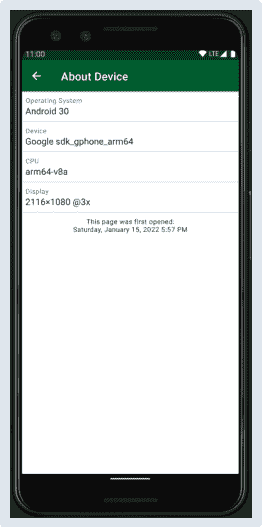 11:00
LTE
About Device
Operating System
Android 30
Device
Google sdk_gphone_arm64
CPU
arm64-v8a
Display
2116×1080 @3x
This page was first opened:
Saturday, January 15, 2022 5:57 PM